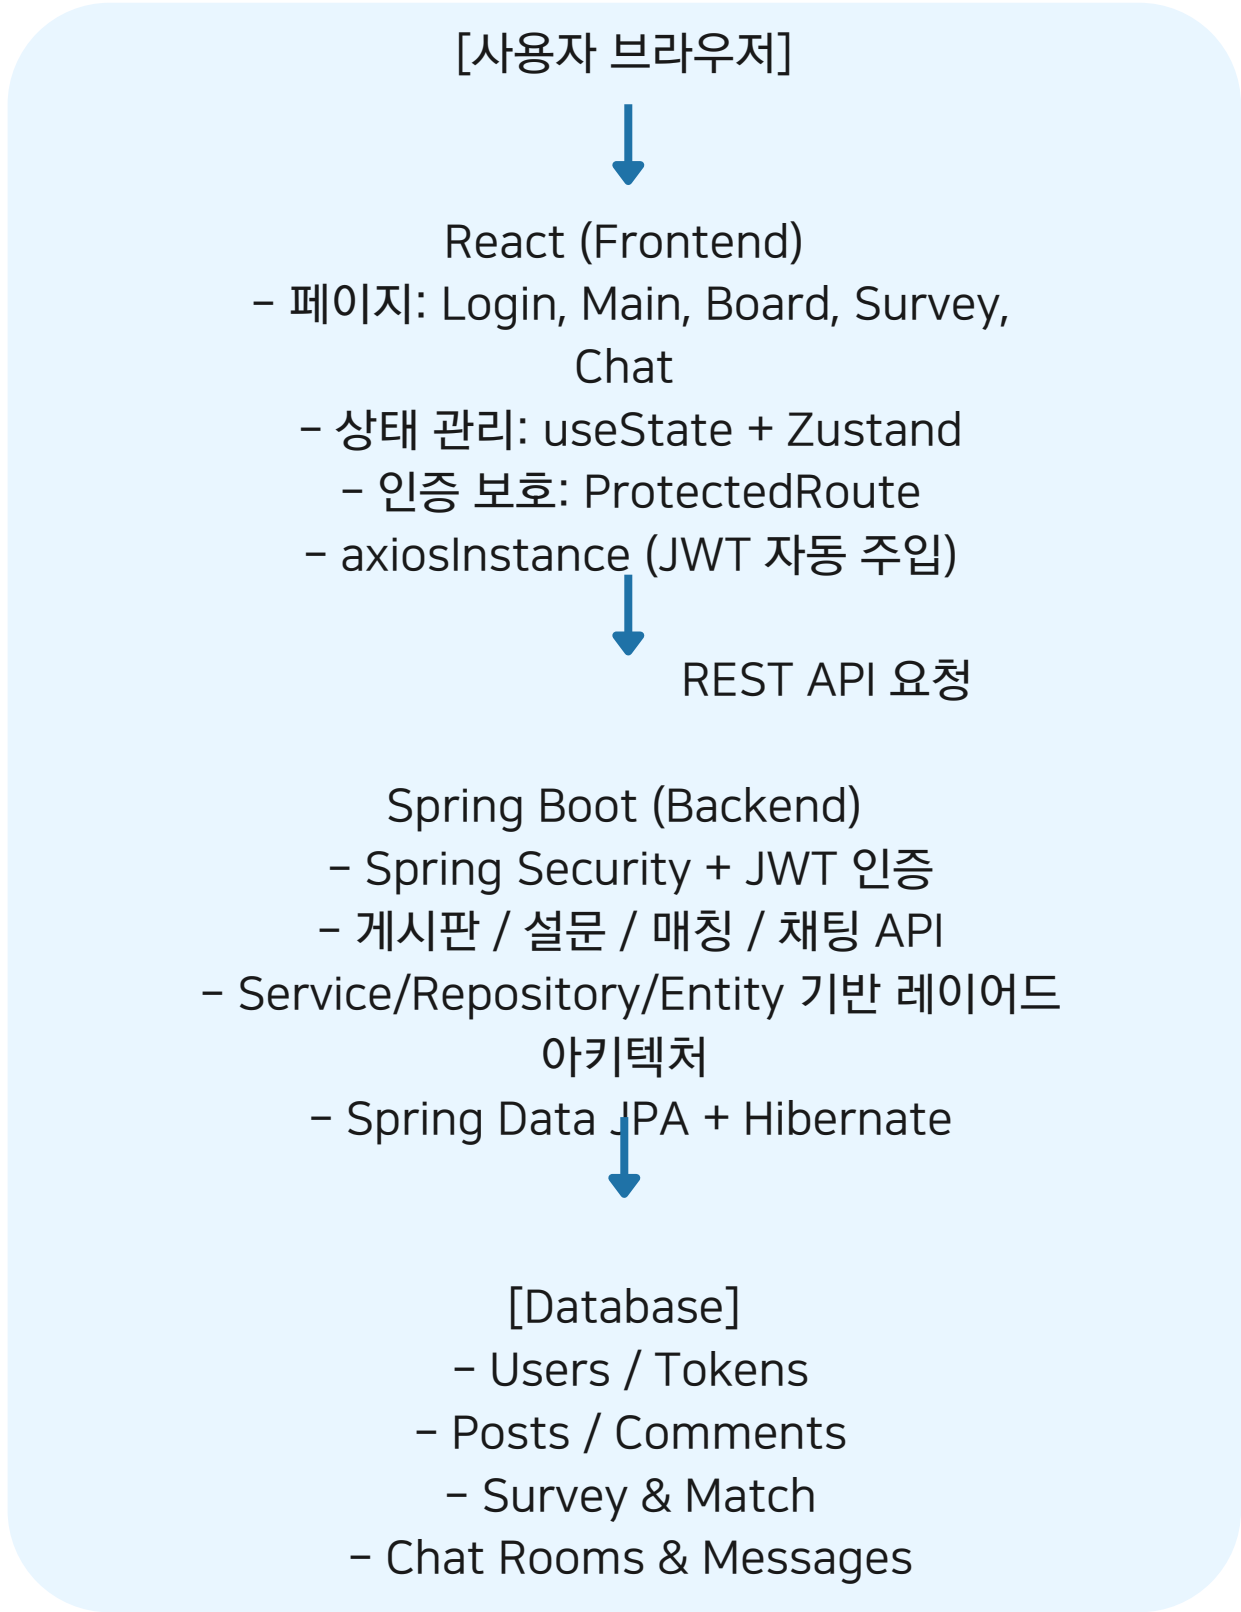 [사용자 브라우저]
React (Frontend)
- 페이지: Login, Main, Board, Survey,
Chat
- 상태 관리: useState + Zustand
- 인증 보호: ProtectedRoute
- axiosInstance (JWT 자동 주입)
REST API 요청
Spring Boot (Backend)
- Spring Security + JWT 인증
- 게시판 / 설문 / 매칭 / 채팅 API
- Service/Repository/Entity 기반 레이어드
아키텍처
- Spring Data JPA + Hibernate
[Database]
- Users / Tokens
- Posts / Comments
- Survey & Match
- Chat Rooms & Messages